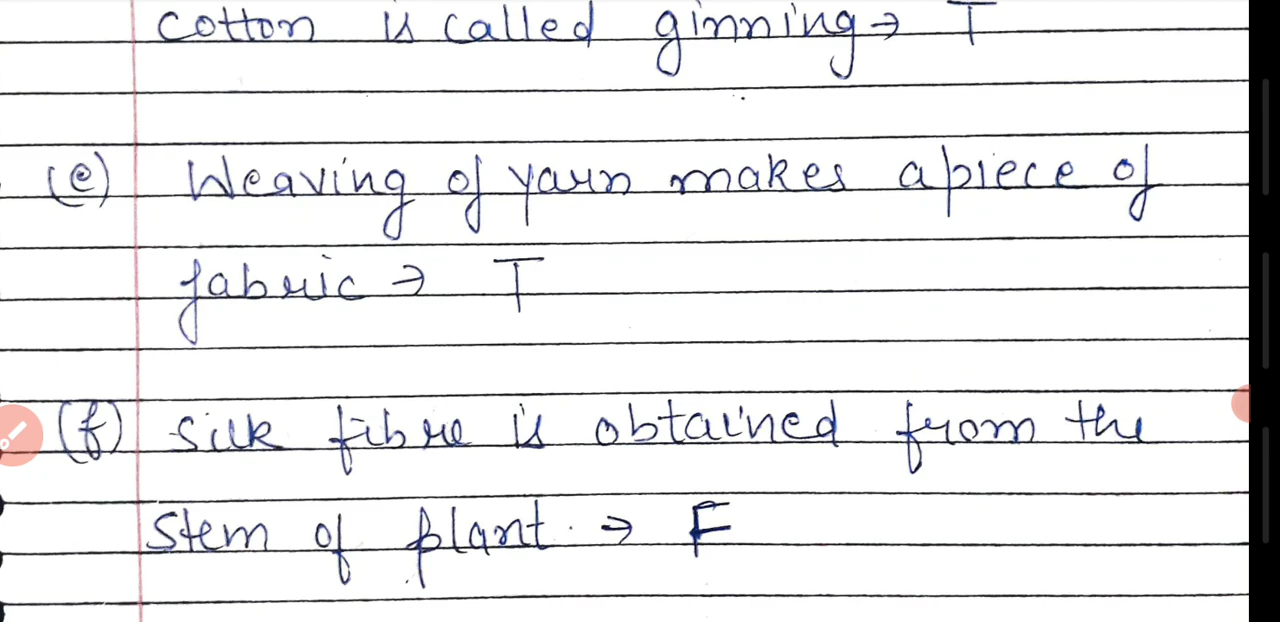 cotton is called ginning → T
(e) Weaving of yarn makes a piece of
fabric → T
(f) Silk fibre is obtained from the
stem of plant. → F